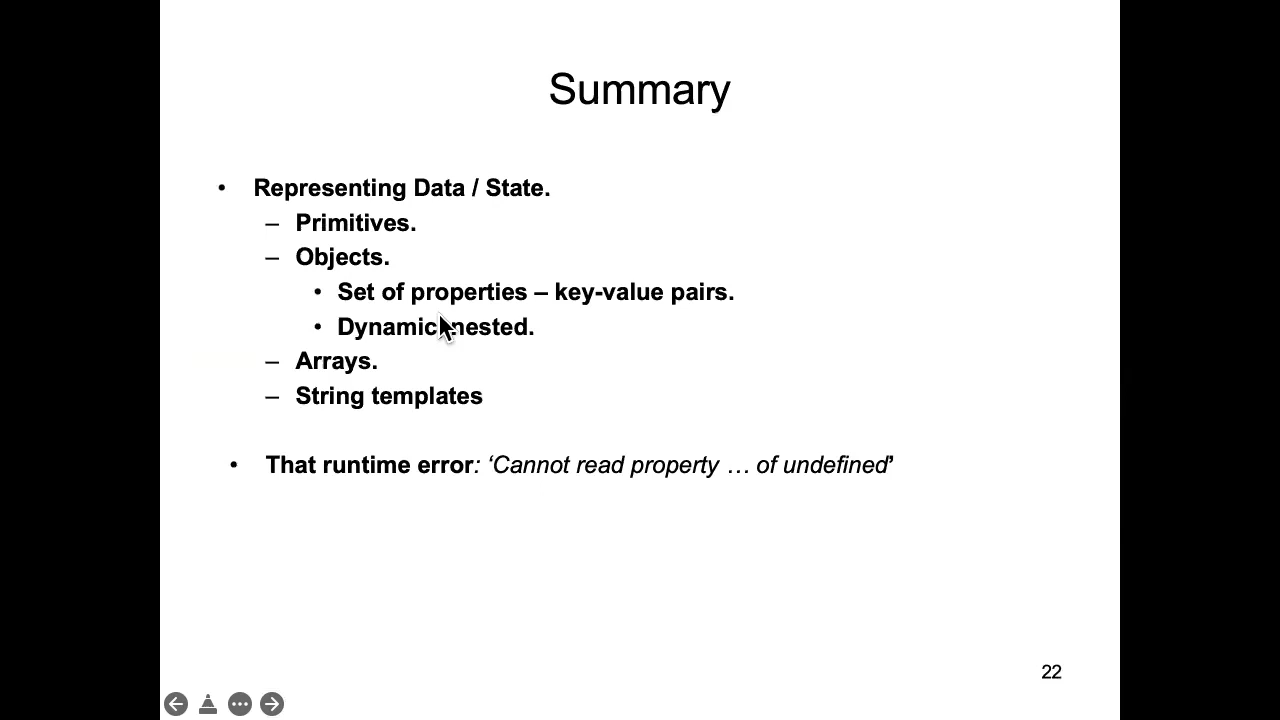 Summary
• Representing Data / State.
– Primitives.
– Objects.
• Set of properties – key-value pairs.
• Dynamic nested.
– Arrays.
– String templates
• That runtime error: ‘Cannot read property … of undefined’
22